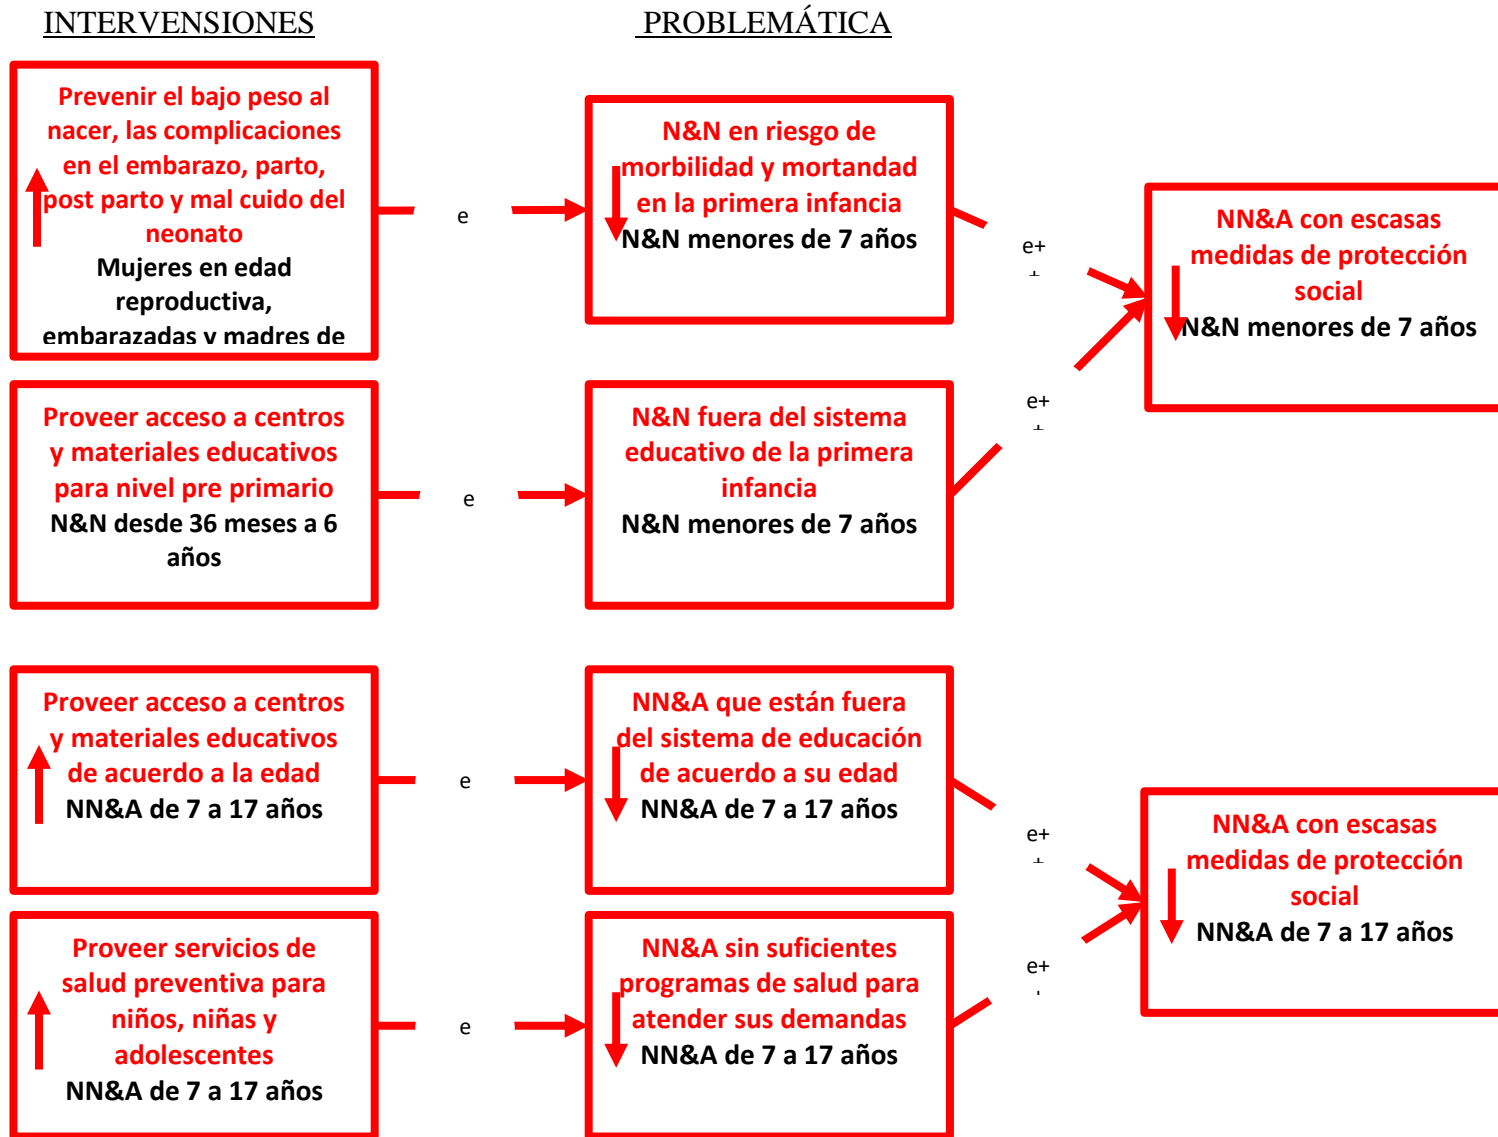 INTERVENSIONES
PROBLEMÁTICA
Prevenir el bajo peso al
nacer, las complicaciones
en el embarazo, parto,
post parto y mal cuido del
neonato
Mujeres en edad
reproductiva,
embarazadas y madres de
e
N&N en riesgo de
morbilidad y mortandad
en la primera infancia
N&N menores de 7 años
e+
+
NN&A con escasas
medidas de protección
social
N&N menores de 7 años
Proveer acceso a centros
y materiales educativos
para nivel pre primario
N&N desde 36 meses a 6
años
e
N&N fuera del sistema
educativo de la primera
infancia
N&N menores de 7 años
e+
+
Proveer acceso a centros
y materiales educativos
de acuerdo a la edad
NN&A de 7 a 17 años
e
NN&A que están fuera
del sistema de educación
de acuerdo a su edad
NN&A de 7 a 17 años
e+
+
NN&A con escasas
medidas de protección
social
NN&A de 7 a 17 años
Proveer servicios de
salud preventiva para
niños, niñas y
adolescentes
NN&A de 7 a 17 años
e
NN&A sin suficientes
programas de salud para
atender sus demandas
NN&A de 7 a 17 años
e+